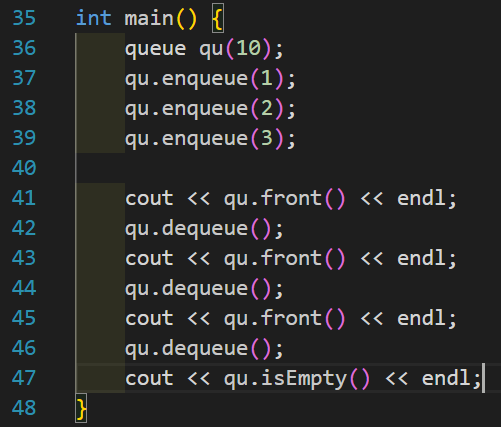 35 int main() {
36 queue qu(10);
37 qu.enqueue(1);
38 qu.enqueue(2);
39 qu.enqueue(3);
40
41 cout << qu.front() << endl;
42 qu.dequeue();
43 cout << qu.front() << endl;
44 qu.dequeue();
45 cout << qu.front() << endl;
46 qu.dequeue();
47 cout << qu.isEmpty() << endl;
48 }